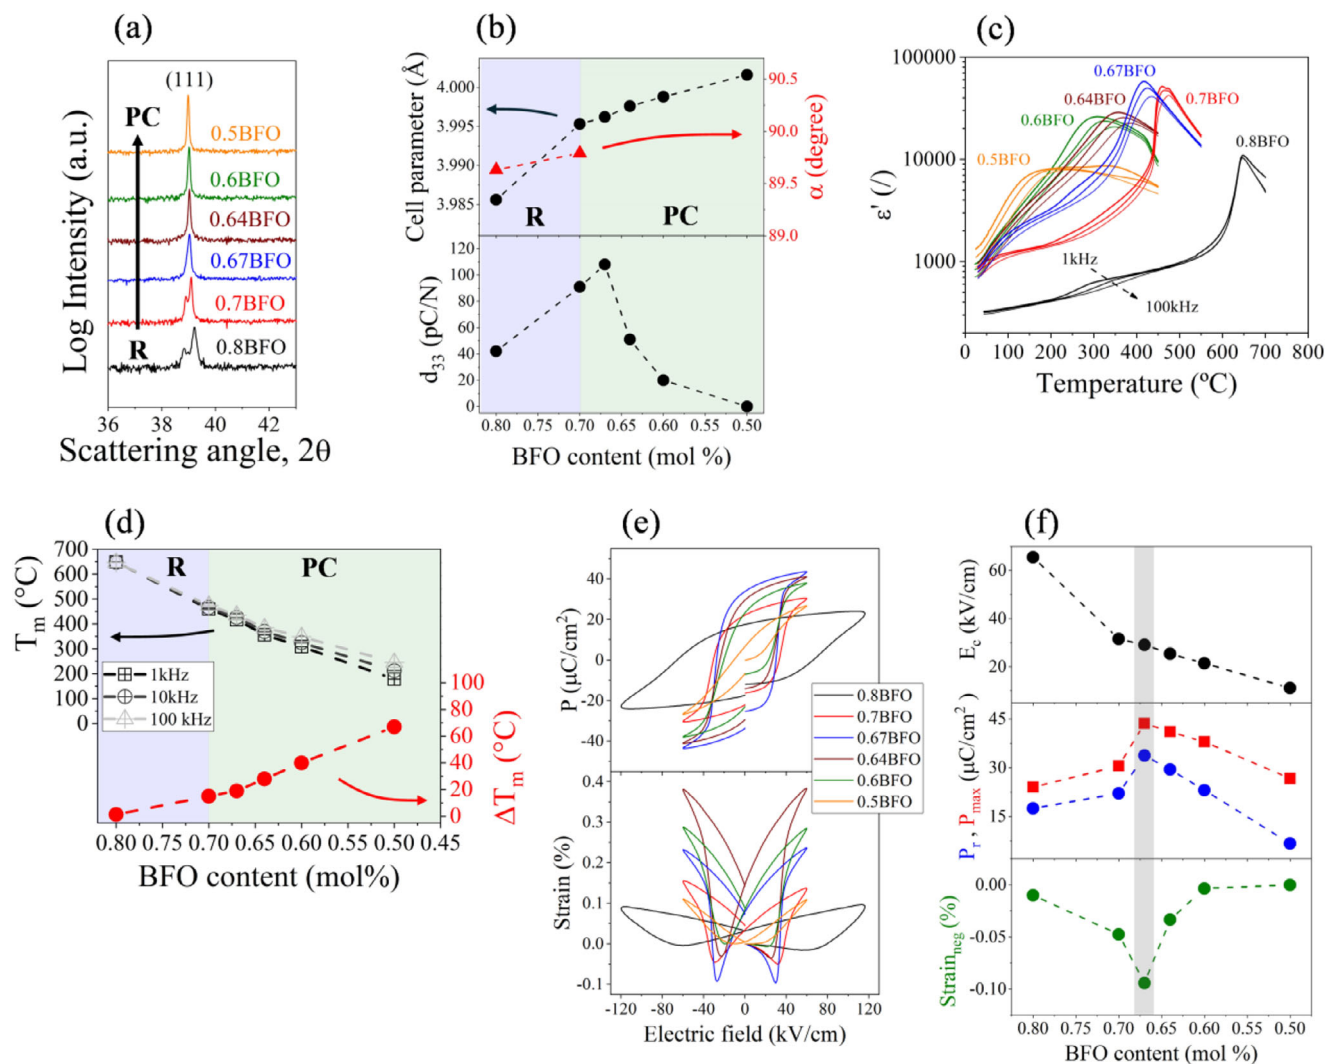 (a)
(111)
PC
0.5BFO
0.6BFO
0.64BFO
0.67BFO
0.7BFO
R
0.8BFO
Log Intensity (a.u.)
36 38 40 42
Scattering angle, 2θ
(b)
Cell parameter (Å)
4.000
3.995
3.990
3.985
90.5
90.0
89.5
89.0
α (degree)
R
PC
d33 (pC/N)
120
100
80
60
40
20
0
0.80 0.75 0.70 0.65 0.60 0.55 0.50
BFO content (mol %)
(c)
ε' (/)
100000
10000
1000
0.67BFO
0.64BFO
0.7BFO
0.6BFO
0.5BFO
0.8BFO
1kHz
100kHz
0 100 200 300 400 500 600 700 800
Temperature (ºC)
(d)
Tm (°C)
700
650
600
550
500
450
400
350
300
250
200
150
100
50
0
R
PC
1kHz
10kHz
100 kHz
100
80
60
40
20
0
ΔTm (°C)
0.80 0.75 0.70 0.65 0.60 0.55 0.50 0.45
BFO content (mol%)
(e)
P (μC/cm²)
40
20
0
-20
-40
0.8BFO
0.7BFO
0.67BFO
0.64BFO
0.6BFO
0.5BFO
Strain (%)
0.4
0.3
0.2
0.1
0.0
-0.1
-120 -80 -40 0 40 80 120
Electric field (kV/cm)
(f)
Ec (kV/cm)
60
40
20
Pr , Pmax (μC/cm²)
45
30
15
Strainneg (%)
0.00
-0.05
-0.10
0.80 0.75 0.70 0.65 0.60 0.55 0.50
BFO content (mol %)